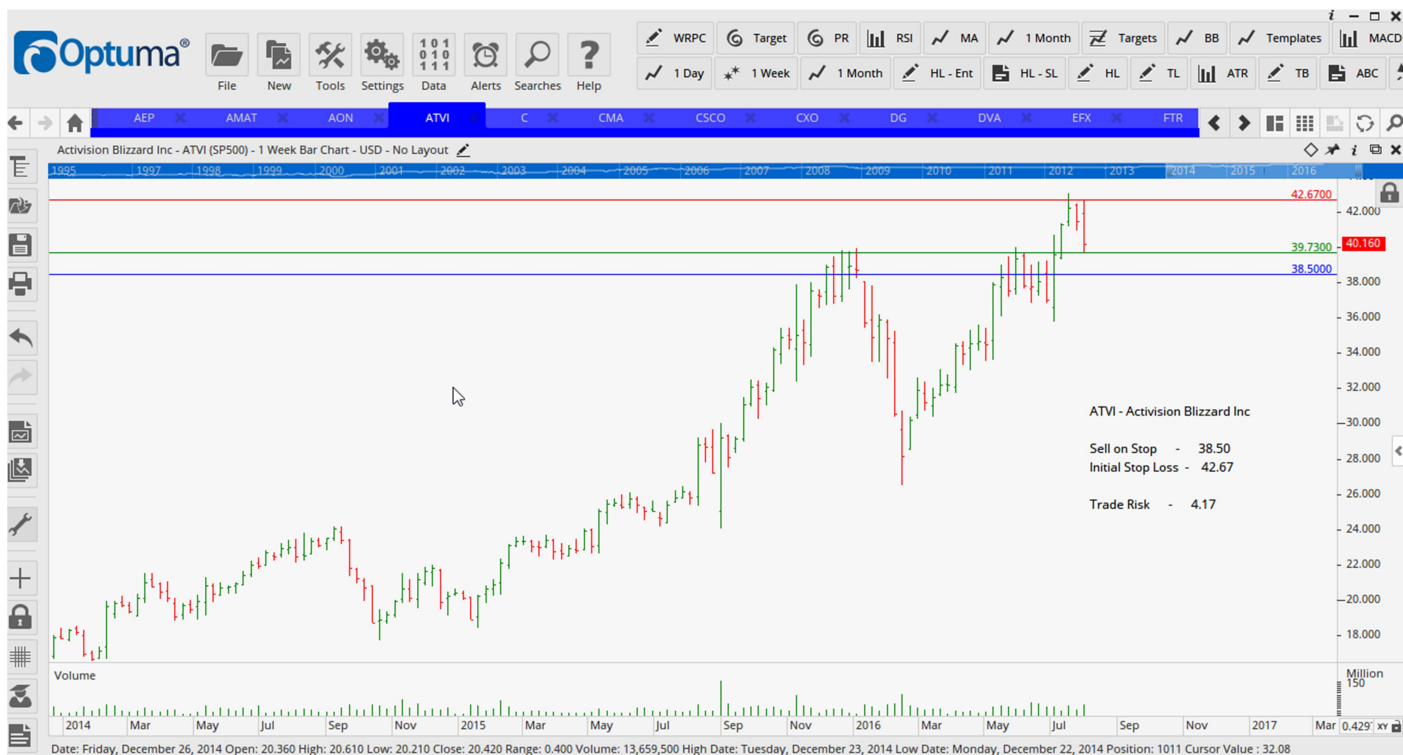 Optuma®
File New Tools Settings Data Alerts Searches Help
101
010
111
WRPC Target PR RSI MA 1 Month Targets BB Templates MACD
1 Day 1 Week 1 Month HL - Ent HL - SL HL TL ATR TB ABC
AEP AMAT AON ATVI C CMA CSCO CXO DG DVA EFX FTR
Activision Blizzard Inc - ATVI (SP500) - 1 Week Bar Chart - USD - No Layout
1995 1997 1998 1999 2000 2001 2002 2003 2004 2005 2006 2007 2008 2009 2010 2011 2012 2013 2014 2015 2016
42.6700
42.000
39.7300
40.160
38.5000
38.000
36.000
34.000
32.000
30.000
28.000
26.000
24.000
22.000
20.000
18.000
ATVI - Activision Blizzard Inc
Sell on Stop - 38.50
Initial Stop Loss - 42.67
Trade Risk - 4.17
Volume
Million
150
2014 Mar May Jul Sep Nov 2015 Mar May Jul Sep Nov 2016 Mar May Jul Sep Nov 2017 Mar
XY
Date: Friday, December 26, 2014 Open: 20.360 High: 20.610 Low: 20.210 Close: 20.420 Range: 0.400 Volume: 13,659,500 High Date: Tuesday, December 23, 2014 Low Date: Monday, December 22, 2014 Position: 1011 Cursor Value : 32.08